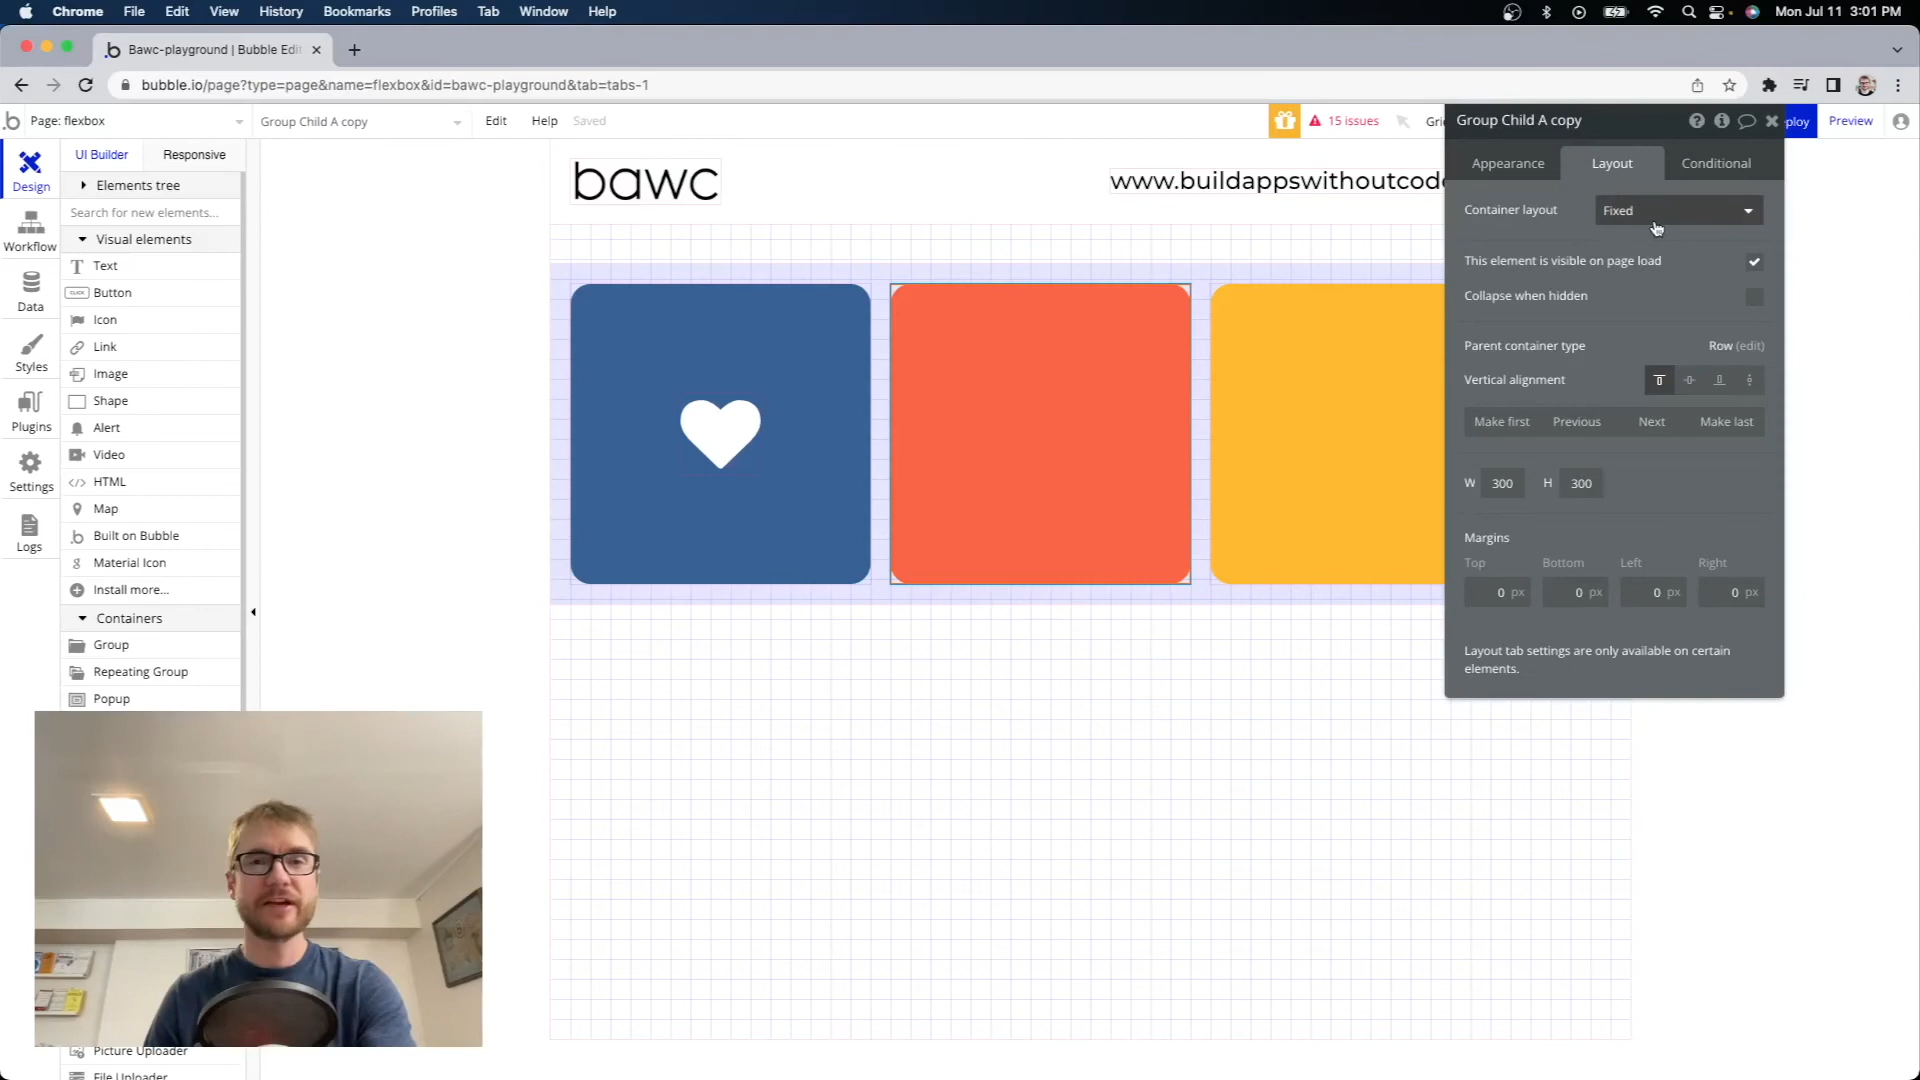 Chrome File Edit View History Bookmarks Profiles Tab Window Help Mon Jul 11 3:01 PM
Bawc-playground | Bubble Edit
bubble.io/page?type=page&name=flexbox&id=bawc-playground&tab=tabs-1
Page: flexbox Group Child A copy Edit Help Saved 15 issues Gri ploy Preview
Group Child A copy
UI Builder Responsive
Appearance Layout Conditional
Design
Elements tree
Search for new elements...
Visual elements
Text
Button
Icon
Link
Image
Shape
Alert
Video
HTML
Map
Built on Bubble
Material Icon
Install more...
Containers
Group
Repeating Group
Popup
Picture Uploader
File Uploader
Workflow
Data
Styles
Plugins
Settings
Logs
CLICK
bawc
www.buildappswithoutcode
Container layout Fixed
This element is visible on page load
Collapse when hidden
Parent container type Row (edit)
Vertical alignment
Make first Previous Next Make last
W 300 H 300
Margins
Top Bottom Left Right
0 px 0 px 0 px 0 px
Layout tab settings are only available on certain
elements.